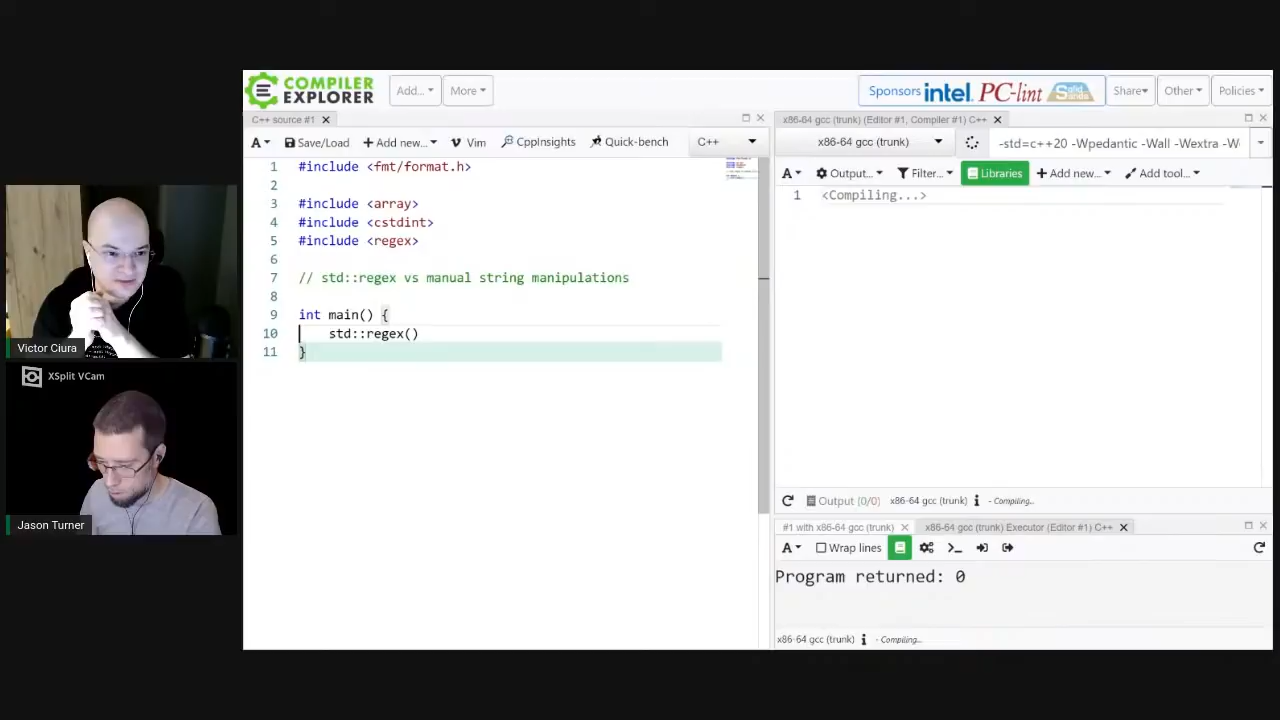 COMPILER
EXPLORER
Add...
More
Sponsors intel. PC-lint Solid Sands
Share
Other
Policies
C++ source #1
A
Save/Load
Add new...
Vim
CppInsights
Quick-bench
C++
1 #include <fmt/format.h>
2
3 #include <array>
4 #include <cstdint>
5 #include <regex>
6
7 // std::regex vs manual string manipulations
8
9 int main() {
10 std::regex()
11 }
x86-64 gcc (trunk) (Editor #1, Compiler #1) C++
x86-64 gcc (trunk)
-std=c++20 -Wpedantic -Wall -Wextra -W
A
Output...
Filter...
Libraries
Add new...
Add tool...
1 <Compiling...>
Output (0/0) x86-64 gcc (trunk) i - Compiling...
#1 with x86-64 gcc (trunk)
x86-64 gcc (trunk) Executor (Editor #1) C++
A
Wrap lines
Program returned: 0
x86-64 gcc (trunk) i - Compiling...
Victor Ciura
XSplit VCam
Jason Turner